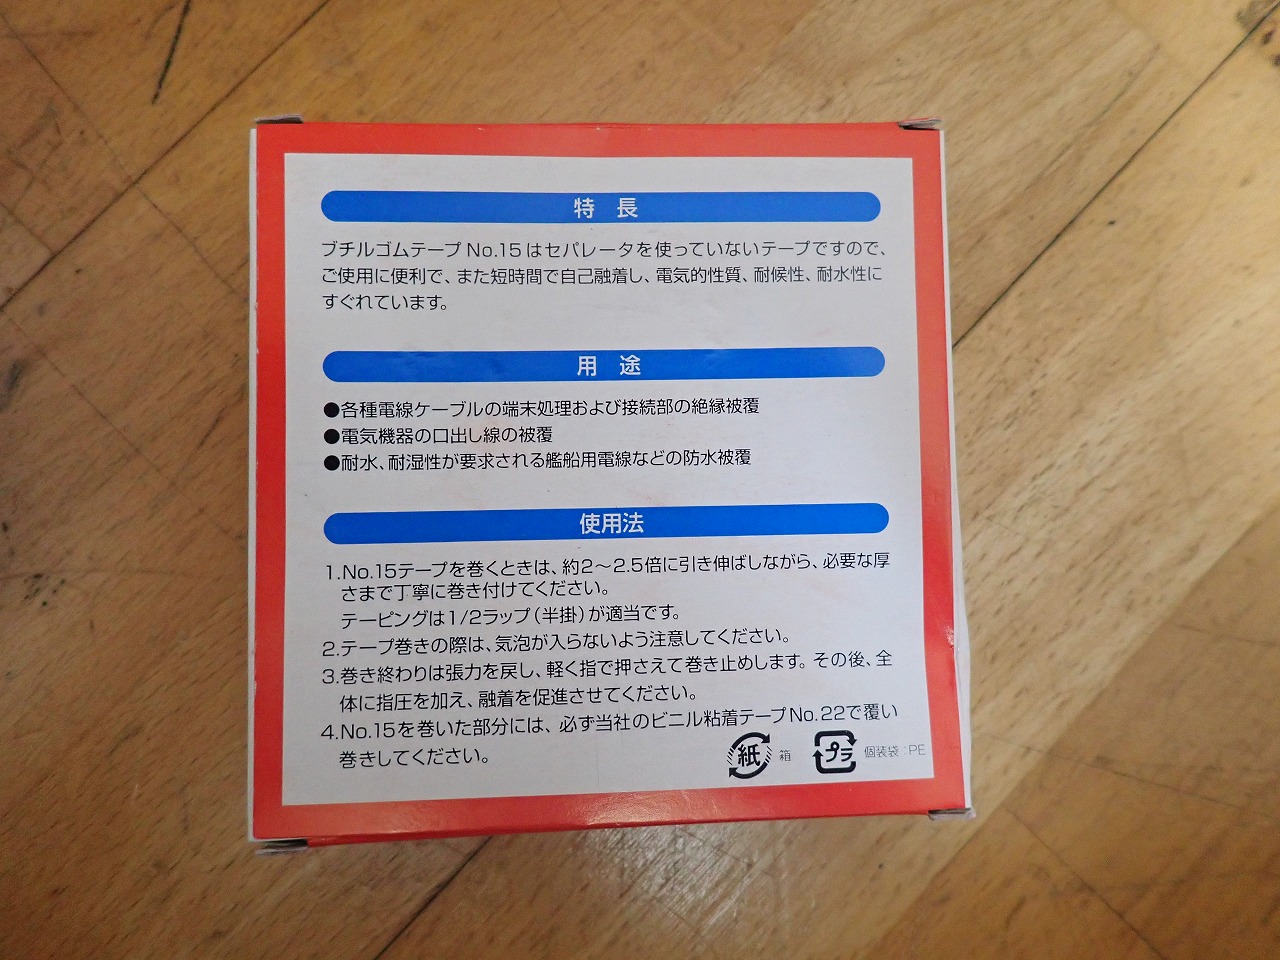 特 長
ブチルゴムテープ No.15 はセパレータを使っていないテープですので、
ご使用に便利で、また短時間で自己融着し、電気的性質、耐候性、耐水性に
すぐれています。
用 途
●各種電線ケーブルの端末処理および接続部の絶縁被覆
●電気機器の口出し線の被覆
●耐水、耐湿性が要求される艦船用電線などの防水被覆
使用法
1.No.15テープを巻くときは、約2〜2.5倍に引き伸ばしながら、必要な厚
さまで丁寧に巻き付けてください。
テーピングは1/2ラップ(半掛)が適当です。
2.テープ巻きの際は、気泡が入らないよう注意してください。
3.巻き終わりは張力を戻し、軽く指で押さえて巻き止めします。その後、全
体に指圧を加え、融着を促進させてください。
4.No.15を巻いた部分には、必ず当社のビニル粘着テープNo.22で覆い
巻きしてください。
紙 箱 プラ 個装袋:PE